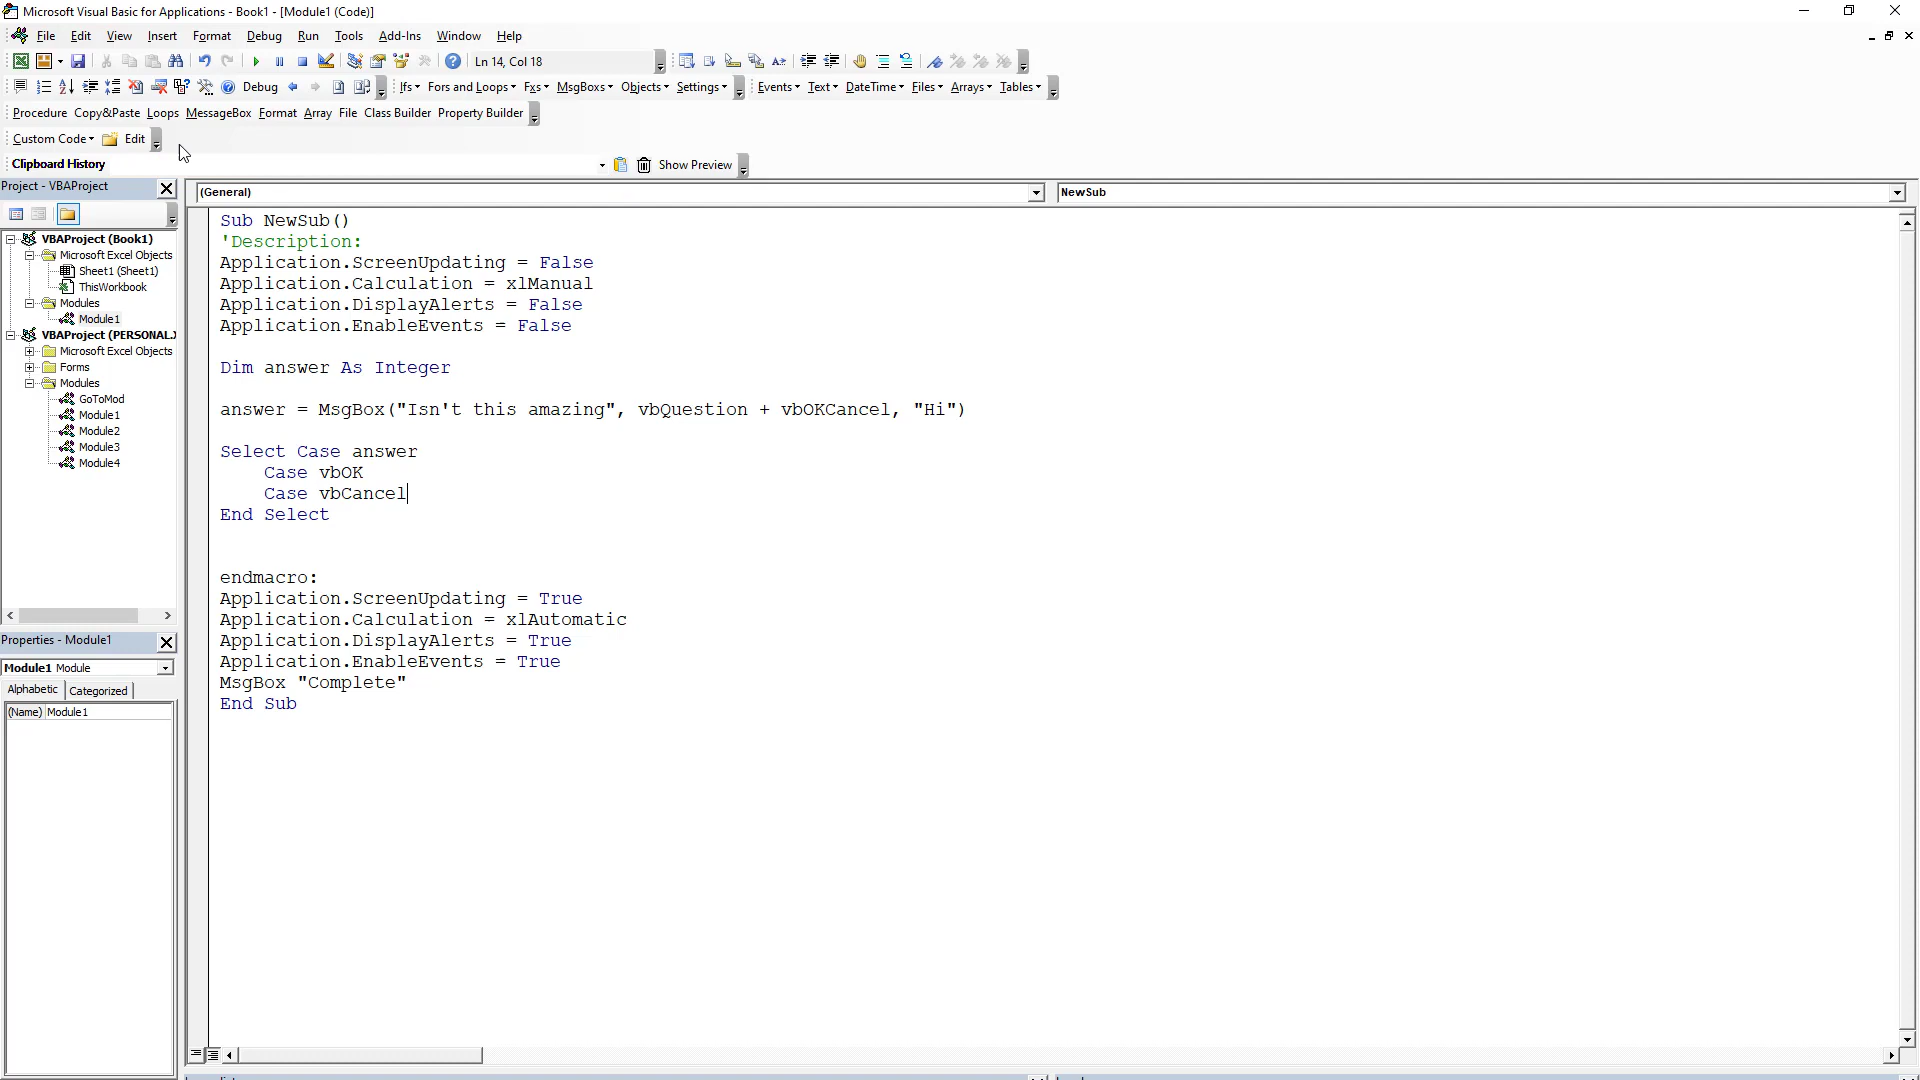 Microsoft Visual Basic for Applications - Book1 - [Module1 (Code)]
File Edit View Insert Format Debug Run Tools Add-Ins Window Help
Ln 14, Col 18
Debug Ifs Fors and Loops Fxs MsgBoxs Objects Settings Events Text DateTime Files Arrays Tables
Procedure Copy&Paste Loops MessageBox Format Array File Class Builder Property Builder
Custom Code Edit
Clipboard History Show Preview
Project - VBAProject
VBAProject (Book1)
Microsoft Excel Objects
Sheet1 (Sheet1)
ThisWorkbook
Modules
Module1
VBAProject (PERSONAL.X
Microsoft Excel Objects
Forms
Modules
GoToMod
Module1
Module2
Module3
Module4
Properties - Module1
Module1 Module
Alphabetic Categorized
(Name) Module1
(General) NewSub
Sub NewSub()
'Description:
Application.ScreenUpdating = False
Application.Calculation = xlManual
Application.DisplayAlerts = False
Application.EnableEvents = False
Dim answer As Integer
answer = MsgBox("Isn't this amazing", vbQuestion + vbOKCancel, "Hi")
Select Case answer
Case vbOK
Case vbCancel
End Select
endmacro:
Application.ScreenUpdating = True
Application.Calculation = xlAutomatic
Application.DisplayAlerts = True
Application.EnableEvents = True
MsgBox "Complete"
End Sub